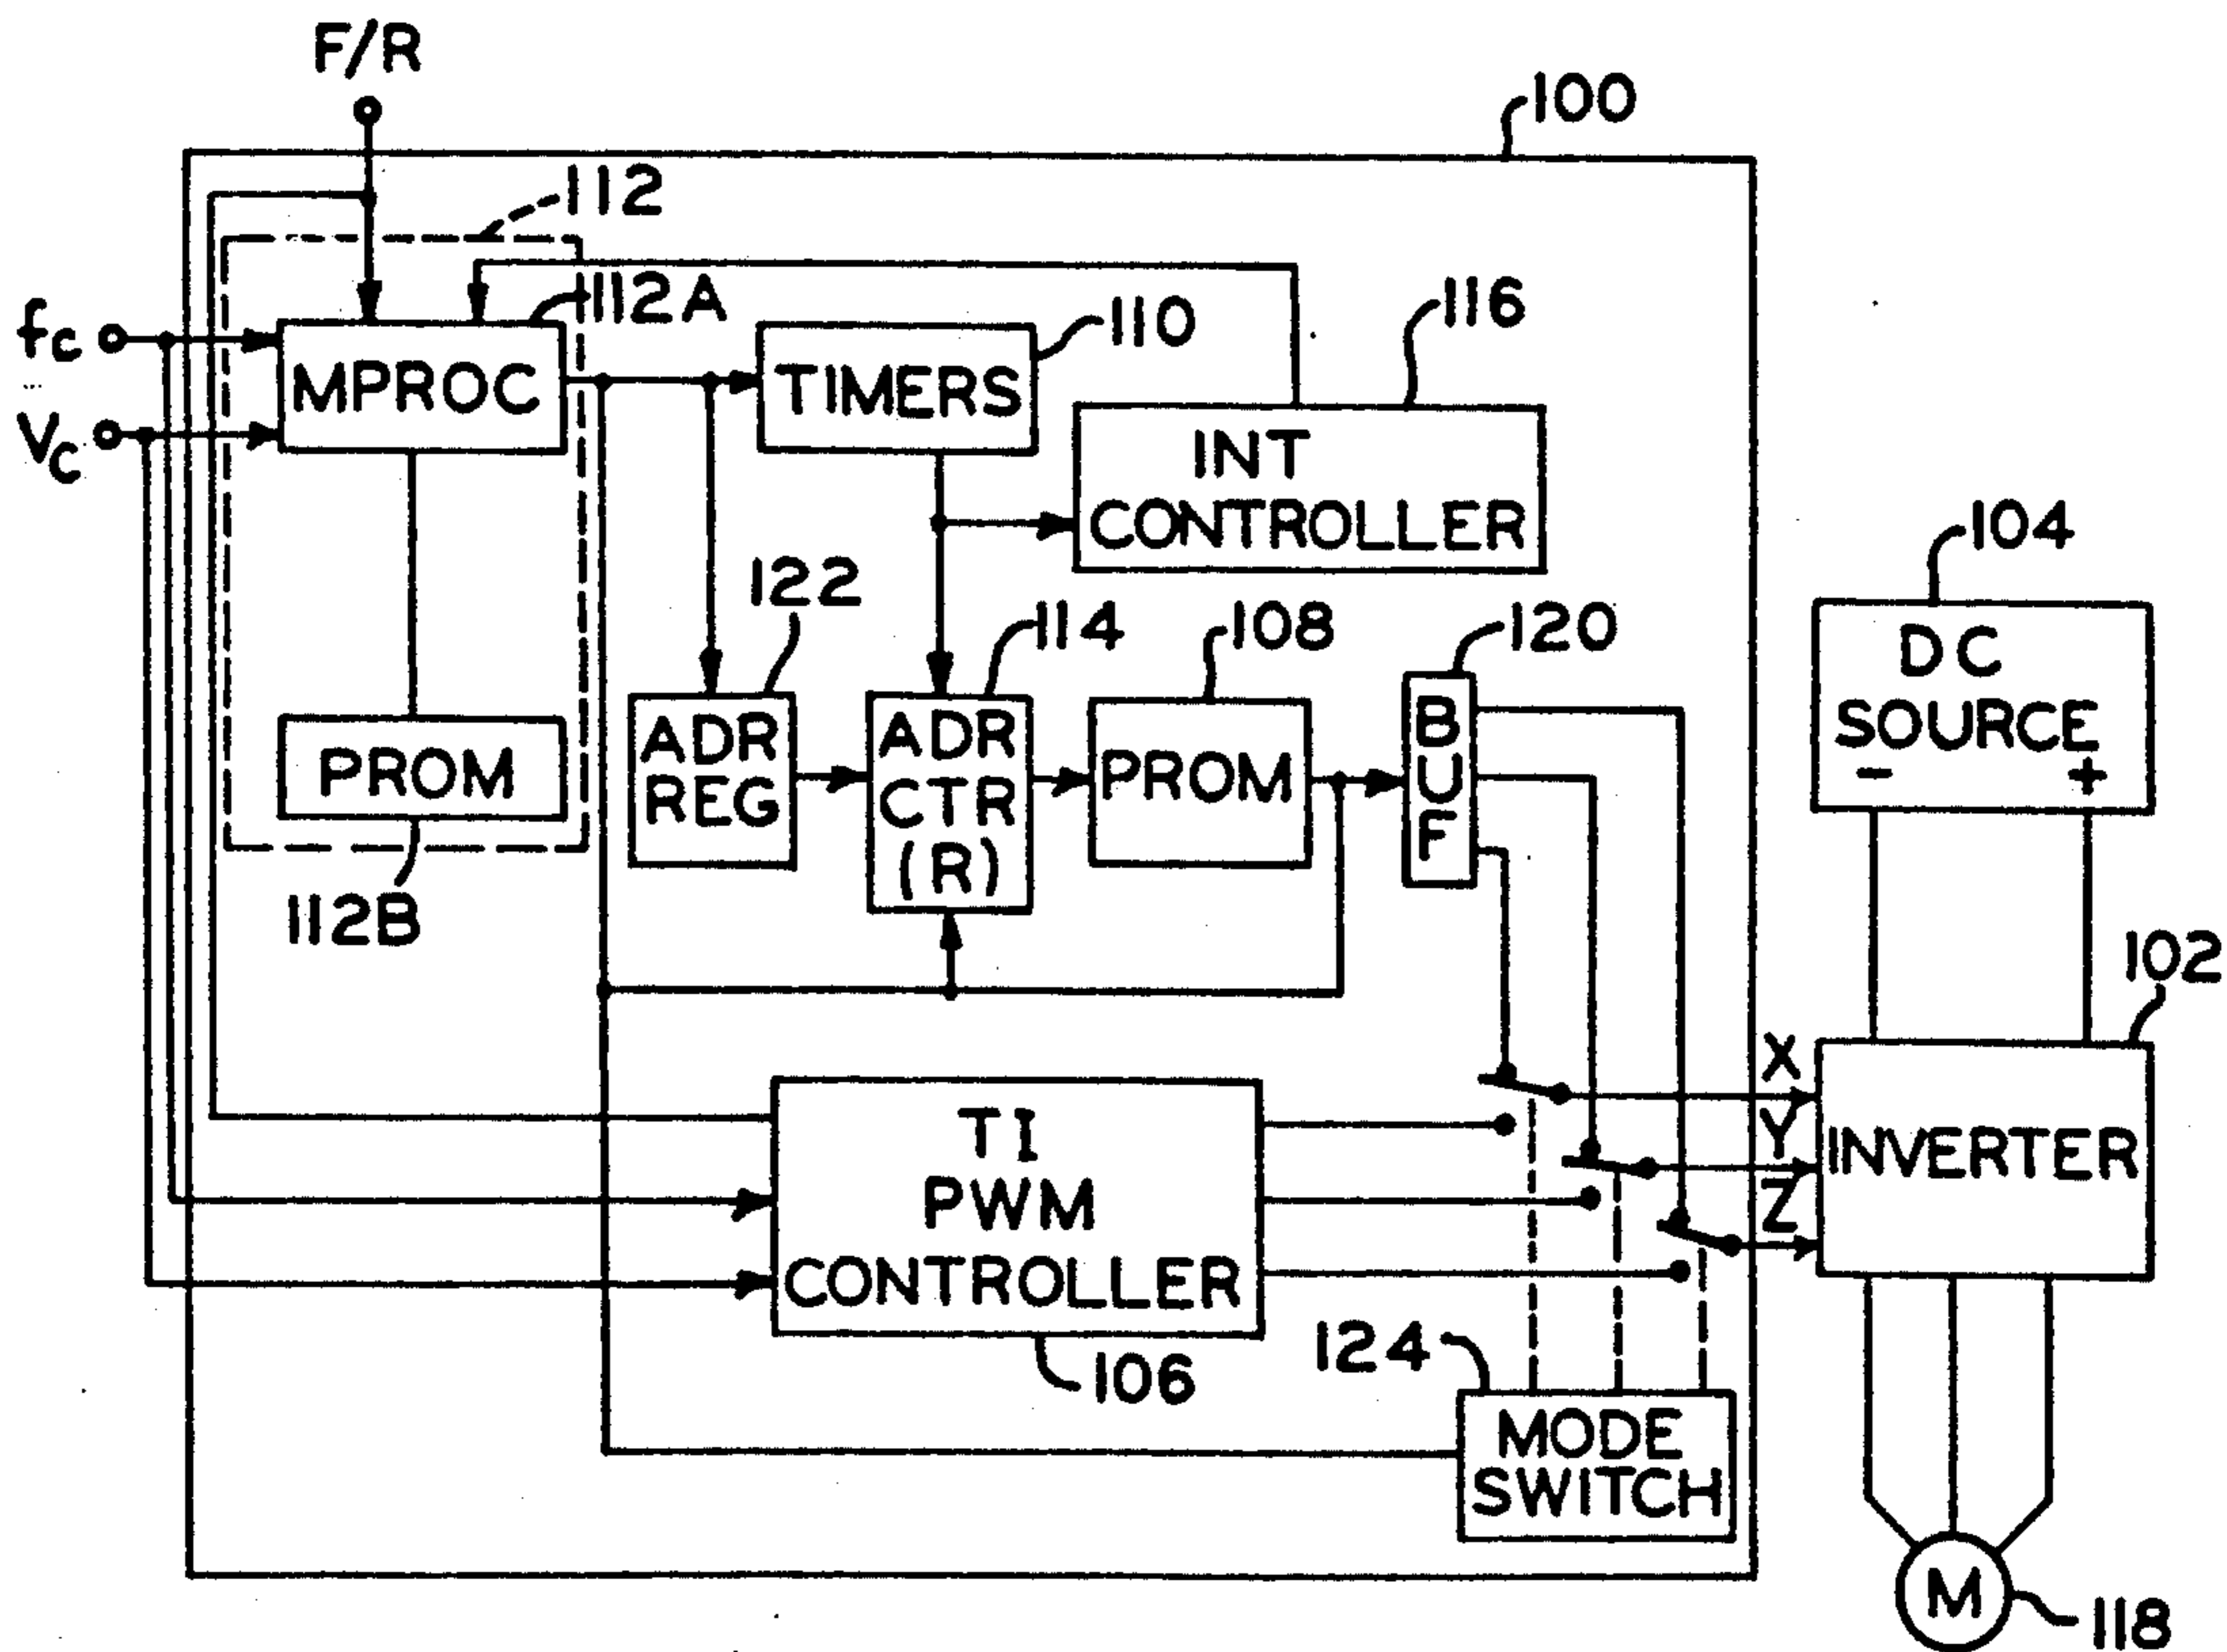 F/R
100
112
112A
fc
MPROC
Vc
110
TIMERS
116
INT
CONTROLLER
PROM
112B
122
ADR
REG
114
ADR
CTR
(R)
108
PROM
120
BUF
104
DC
SOURCE
- +
102
X
Y
Z
INVERTER
TI
PWM
CONTROLLER
106
124
MODE
SWITCH
M
118